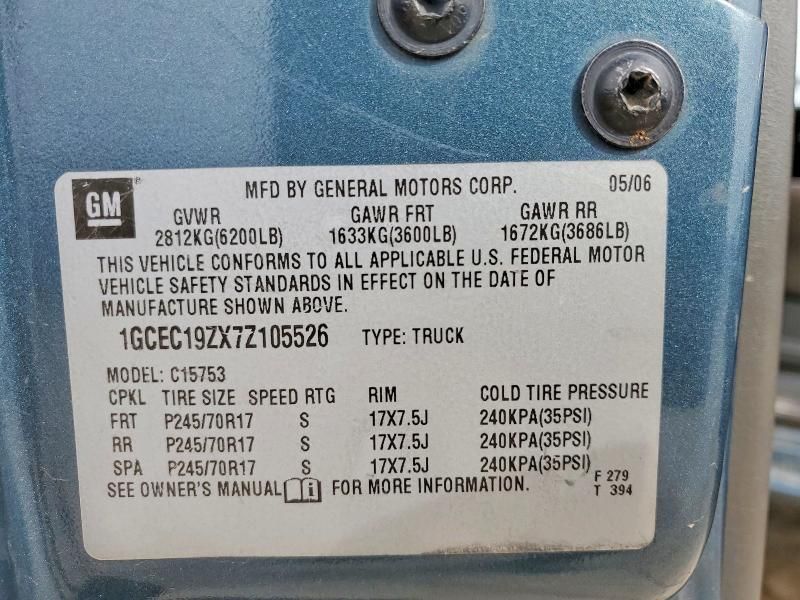 GM
MFD BY GENERAL MOTORS CORP. 05/06
GVWR GAWR FRT GAWR RR
2812KG(6200LB) 1633KG(3600LB) 1672KG(3686LB)
THIS VEHICLE CONFORMS TO ALL APPLICABLE U.S. FEDERAL MOTOR
VEHICLE SAFETY STANDARDS IN EFFECT ON THE DATE OF
MANUFACTURE SHOWN ABOVE.
1GCEC19ZX7Z105526 TYPE: TRUCK
MODEL: C15753
CPKL TIRE SIZE SPEED RTG RIM COLD TIRE PRESSURE
FRT P245/70R17 S 17X7.5J 240KPA(35PSI)
RR P245/70R17 S 17X7.5J 240KPA(35PSI)
SPA P245/70R17 S 17X7.5J 240KPA(35PSI)
SEE OWNER'S MANUAL i FOR MORE INFORMATION.
F 279
T 394